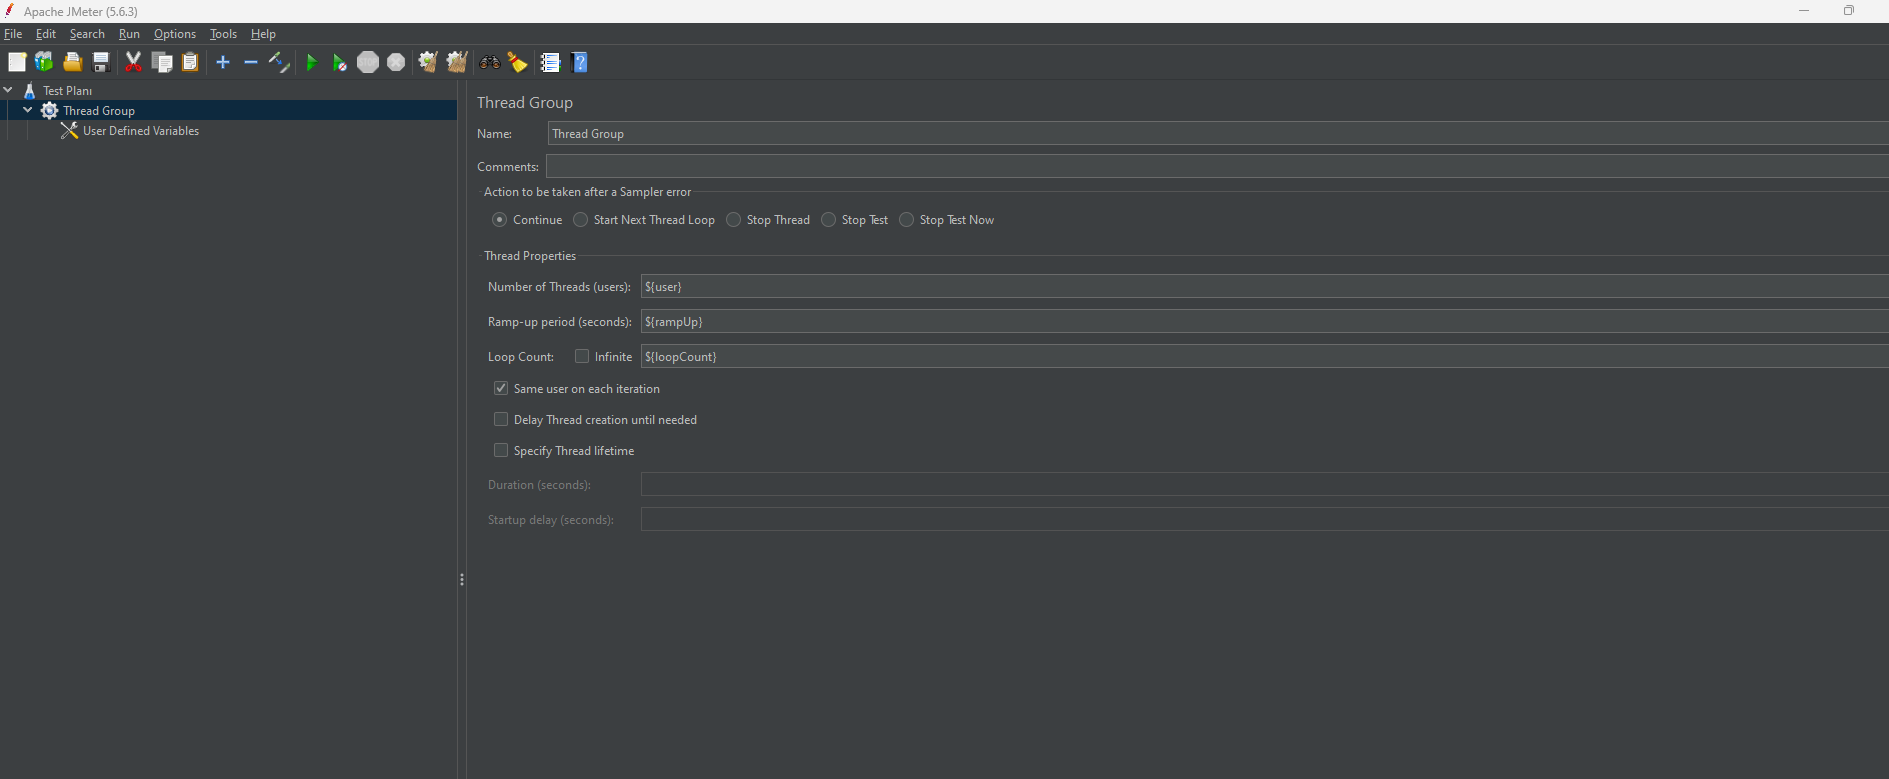 Apache JMeter (5.6.3)
File Edit Search Run Options Tools Help
STOP
?
Test Plani
Thread Group
User Defined Variables
Thread Group
Name: Thread Group
Comments:
Action to be taken after a Sampler error
Continue Start Next Thread Loop Stop Thread Stop Test Stop Test Now
Thread Properties
Number of Threads (users): ${user}
Ramp-up period (seconds): ${rampUp}
Loop Count: Infinite ${loopCount}
Same user on each iteration
Delay Thread creation until needed
Specify Thread lifetime
Duration (seconds):
Startup delay (seconds):